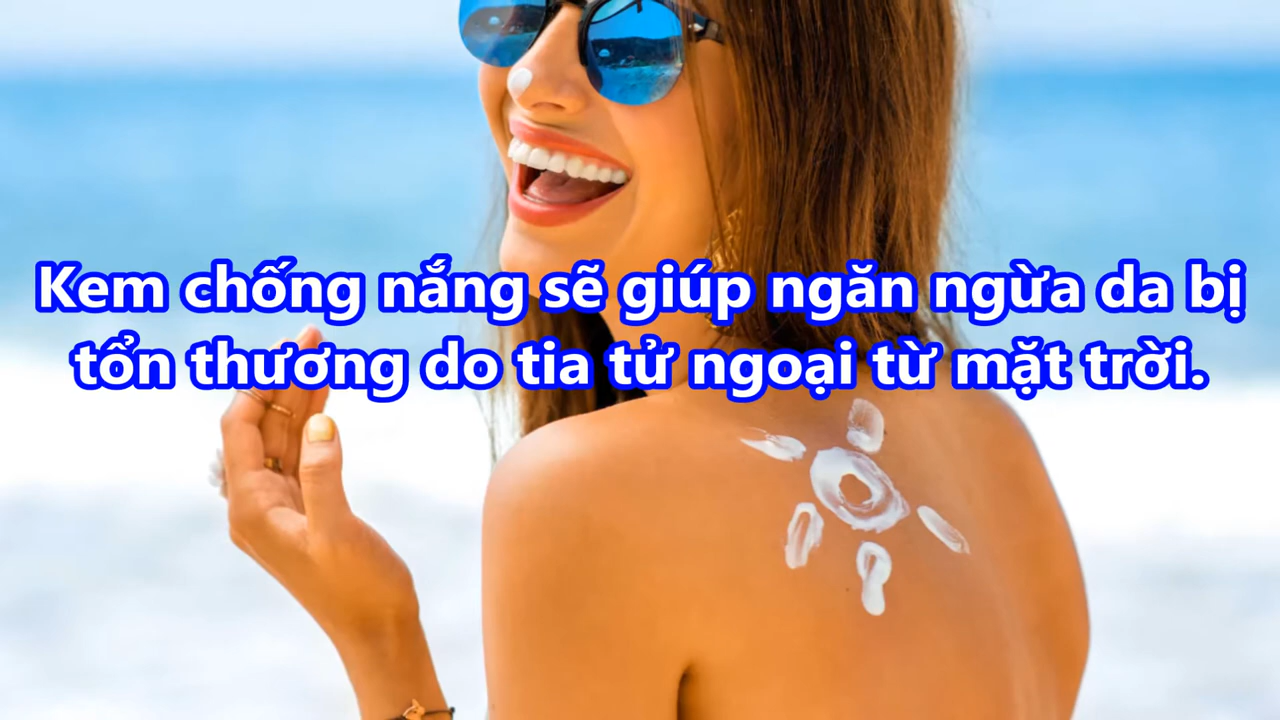 Kem chống nắng sẽ giúp ngăn ngừa da bị
tổn thương do tia tử ngoại từ mặt trời.